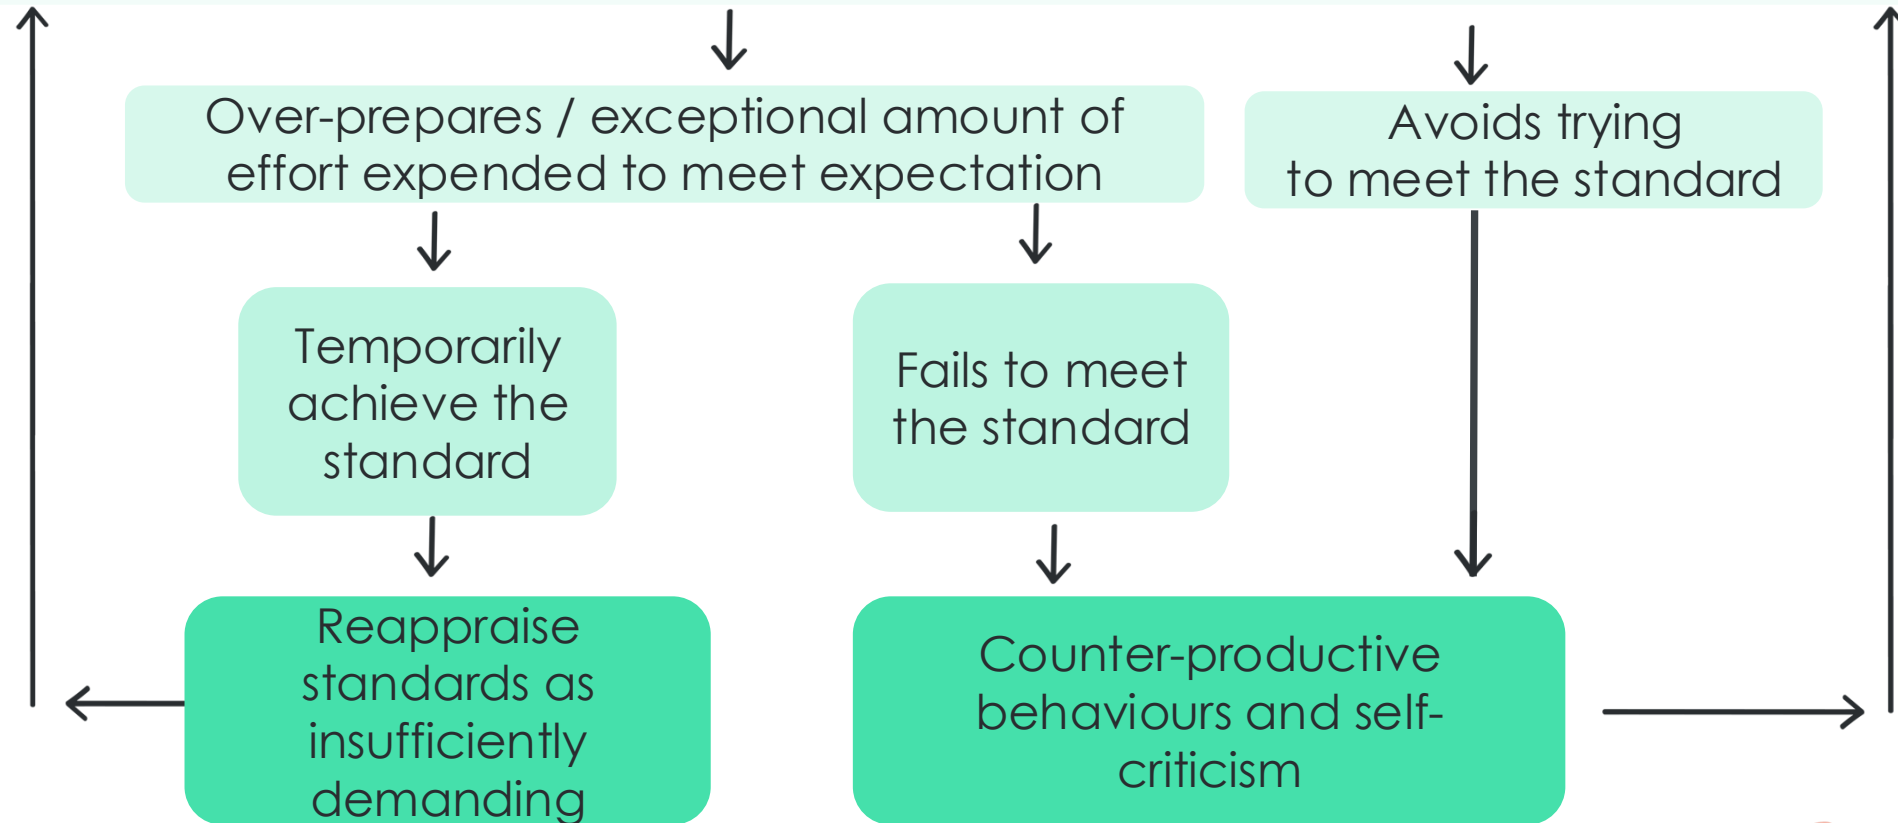 Over-prepares / exceptional amount of
effort expended to meet expectation
Avoids trying
to meet the standard
Temporarily
achieve the
standard
Fails to meet
the standard
Reappraise
standards as
insufficiently
demanding
Counter-productive
behaviours and self-
criticism